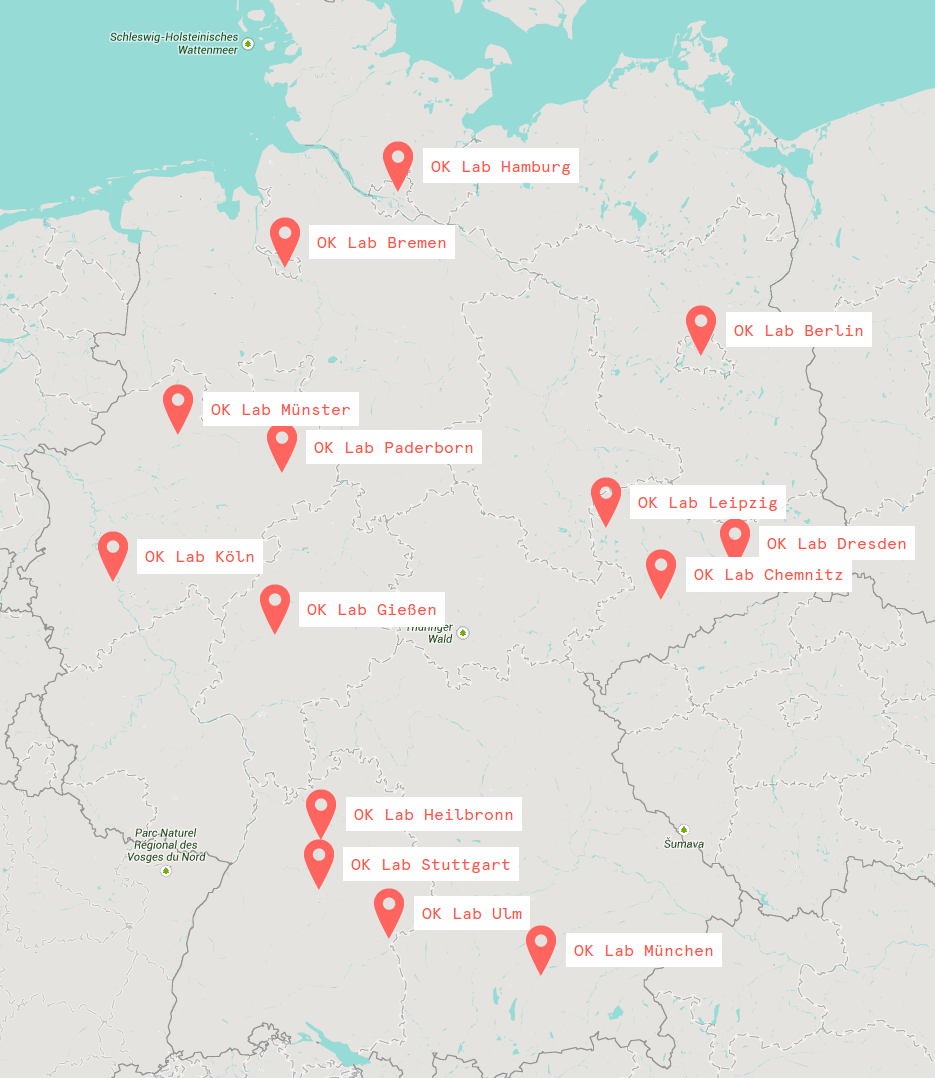 Schleswig-Holsteinisches
Wattenmeer
OK Lab Hamburg
OK Lab Bremen
OK Lab Berlin
OK Lab Münster
OK Lab Paderborn
OK Lab Leipzig
OK Lab Dresden
OK Lab Köln
OK Lab Chemnitz
OK Lab Gießen
Thüringer
Wald
OK Lab Heilbronn
Parc Naturel
Régional des
Vosges du Nord
Šumava
OK Lab Stuttgart
OK Lab Ulm
OK Lab München